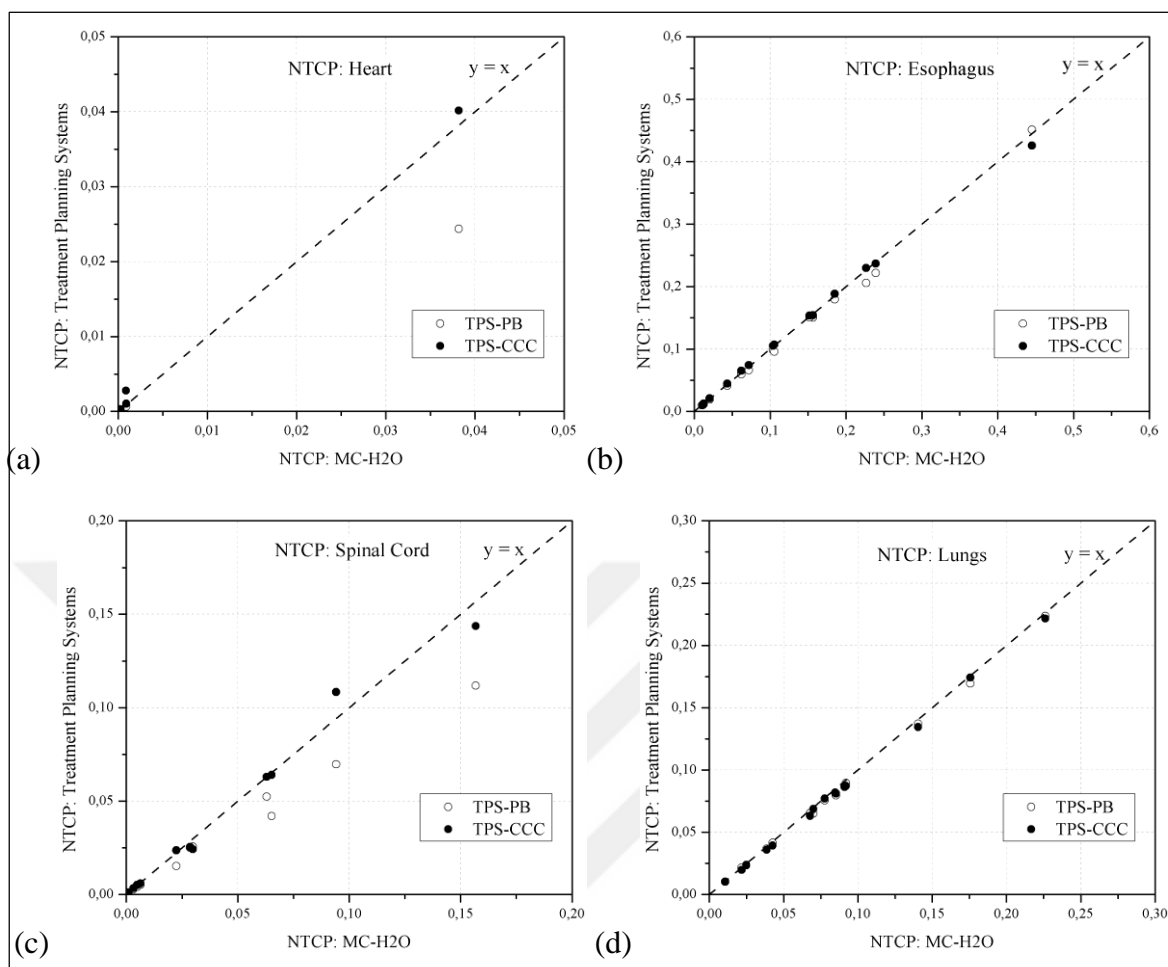 NTCP: Heart
y = x
0,05
0,04
0,03
0,02
0,01
0,00
NTCP: Treatment Planning Systems
TPS-PB
TPS-CCC
0,00 0,01 0,02 0,03 0,04 0,05
(a)
NTCP: MC-H2O
NTCP: Esophagus
y = x
0,6
0,5
0,4
0,3
0,2
0,1
0,0
NTCP: Treatment Planning Systems
TPS-PB
TPS-CCC
0,0 0,1 0,2 0,3 0,4 0,5 0,6
(b)
NTCP: MC-H2O
NTCP: Spinal Cord
y = x
0,20
0,15
0,10
0,05
0,00
NTCP: Treatment Planning Systems
TPS-PB
TPS-CCC
0,00 0,05 0,10 0,15 0,20
(c)
NTCP: MC-H2O
NTCP: Lungs
y = x
0,30
0,25
0,20
0,15
0,10
0,05
0,00
NTCP: Treatment Planning Systems
TPS-PB
TPS-CCC
0,00 0,05 0,10 0,15 0,20 0,25 0,30
(d)
NTCP: MC-H2O